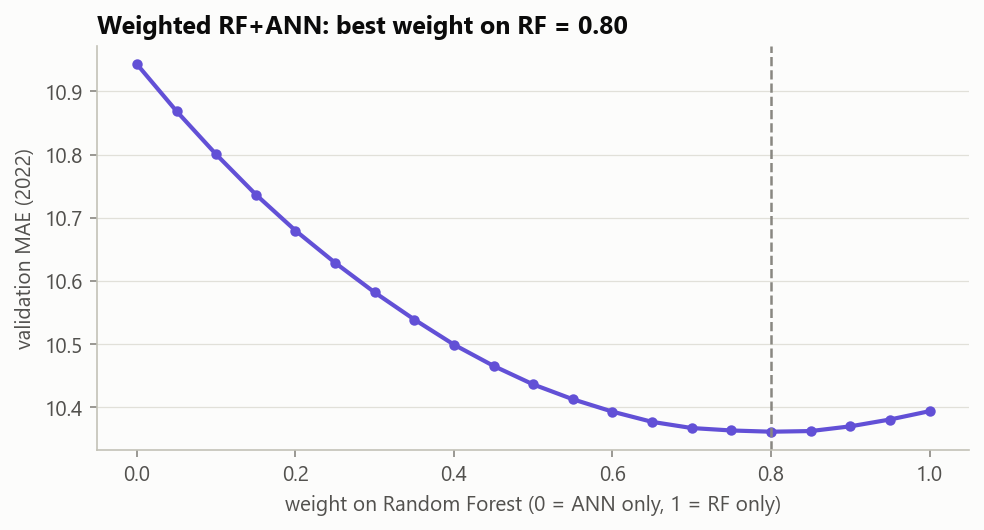 Weighted RF+ANN: best weight on RF = 0.80
validation MAE (2022)
10.9
10.8
10.7
10.6
10.5
10.4
0.0 0.2 0.4 0.6 0.8 1.0
weight on Random Forest (0 = ANN only, 1 = RF only)